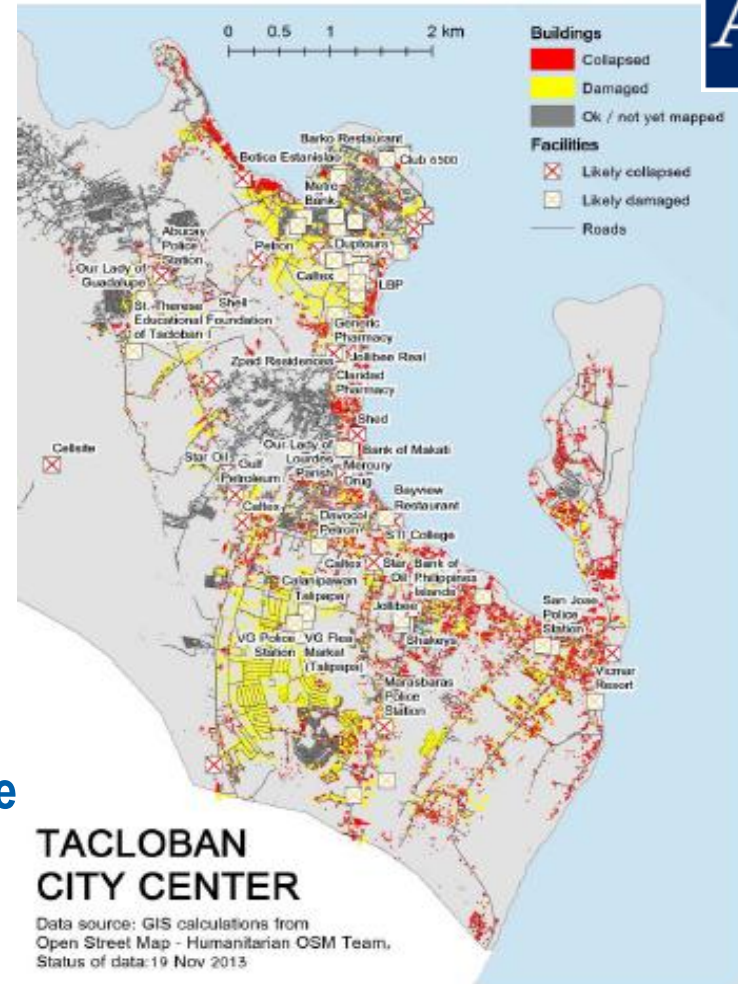 0 0.5 1 2 km
A
Buildings
Collapsed
Damaged
Ok / not yet mapped
Facilities
Likely collapsed
Likely damaged
Roads
Barko Restaurant
Botica Estanislao
Club 6500
Metro
Bank
Abucay
Police
Station
Petron
Duptours
Our Lady of
Guadalupe
Caltex
LBP
St. Therese
Educational Foundation
of Tacloban I
Shell
Generic
Pharmacy
Zpad Residences
Jollibee Real
Claridad
Pharmacy
Shed
Cellsite
Star Oil
Our Lady of
Lourdes
Parish
Bank of Makati
Mercury
Drug
Gulf
Petroleum
Caltex
Bayview
Restaurant
Davocol
Petron
STI College
Caltex
Star
Oil
Bank of
Philippines
Islands
Calanipawan
Talipapa
San Jose
Police
Station
Jollibee
Shakeys
VG Police
Station
VG Flea
Market
(Talipapa)
Vicmar
Resort
Marasbaras
Police
Station
e
TACLOBAN
CITY CENTER
Data source: GIS calculations from
Open Street Map - Humanitarian OSM Team.
Status of data:19 Nov 2013